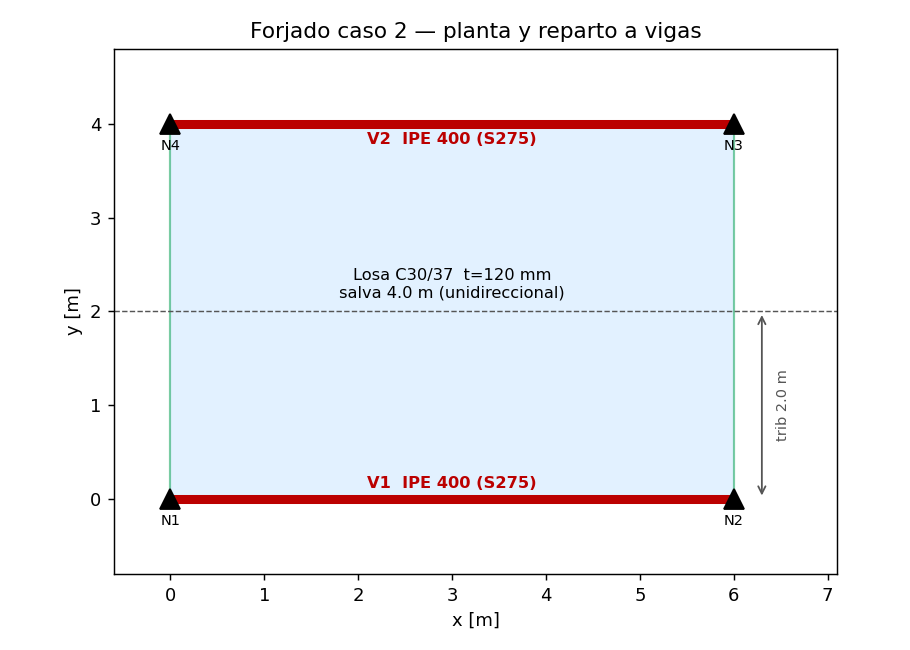 Forjado caso 2 — planta y reparto a vigas
4
N4
V2  IPE 400 (S275)
N3
3
Losa C30/37  t=120 mm
salva 4.0 m (unidireccional)
y [m]
2
trib 2.0 m
1
V1  IPE 400 (S275)
0
N1
N2
0 1 2 3 4 5 6 7
x [m]